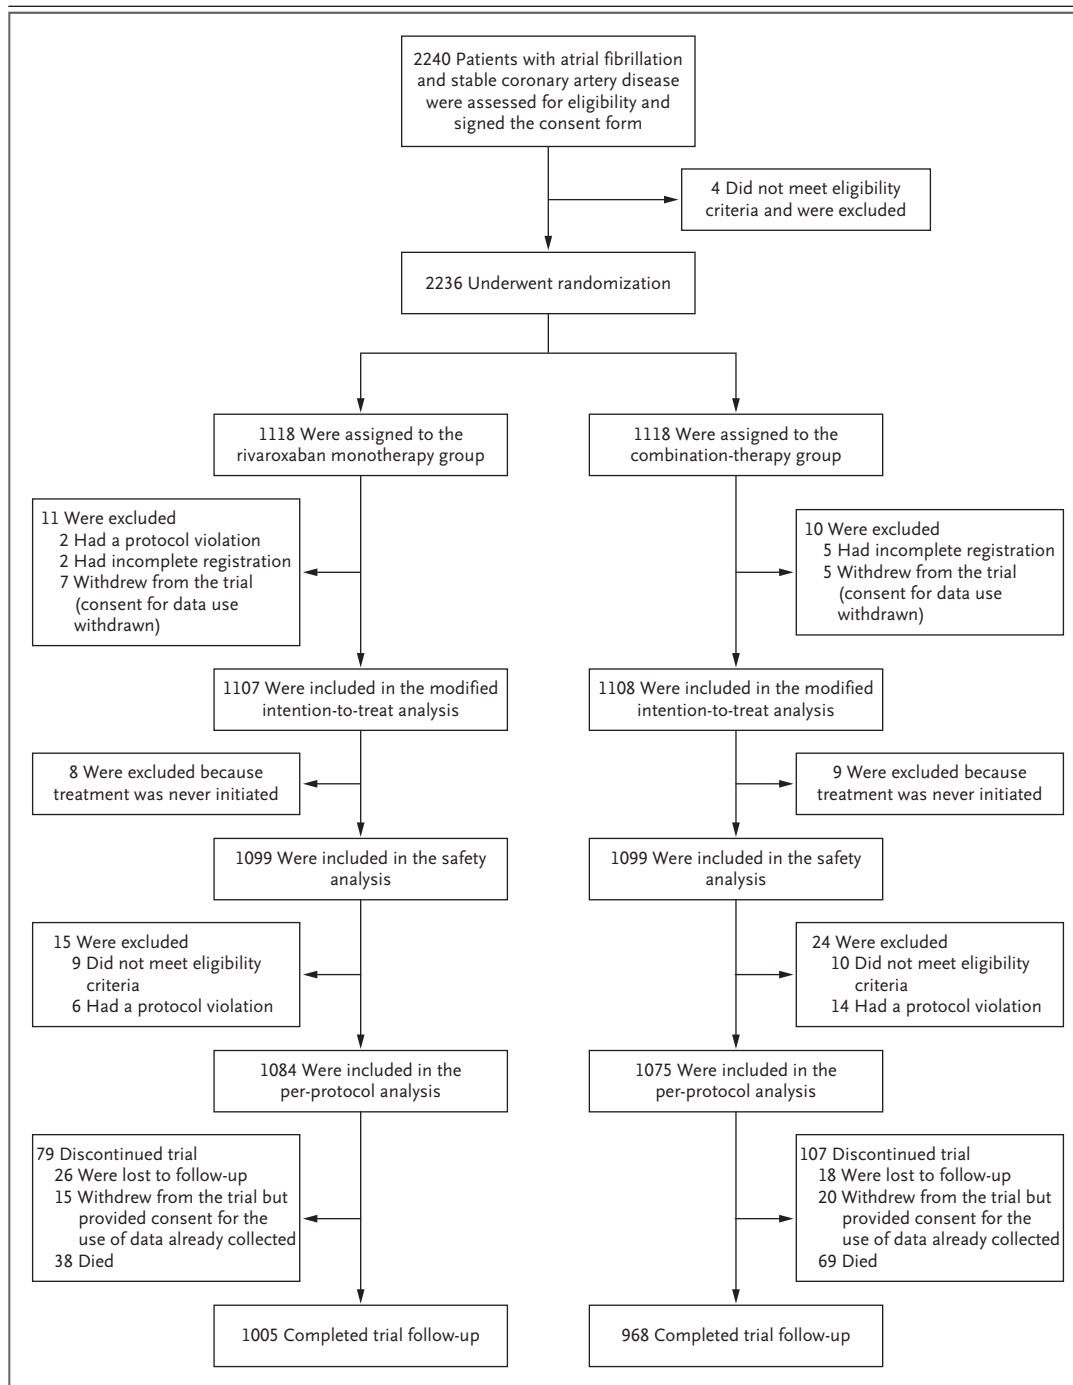 2240 Patients with atrial fibrillation
and stable coronary artery disease
were assessed for eligibility and
signed the consent form
4 Did not meet eligibility
criteria and were excluded
2236 Underwent randomization
1118 Were assigned to the
rivaroxaban monotherapy group
1118 Were assigned to the
combination-therapy group
11 Were excluded
2 Had a protocol violation
2 Had incomplete registration
7 Withdrew from the trial
(consent for data use
withdrawn)
10 Were excluded
5 Had incomplete registration
5 Withdrew from the trial
(consent for data use
withdrawn)
1107 Were included in the modified
intention-to-treat analysis
1108 Were included in the modified
intention-to-treat analysis
8 Were excluded because
treatment was never initiated
9 Were excluded because
treatment was never initiated
1099 Were included in the safety
analysis
1099 Were included in the safety
analysis
15 Were excluded
9 Did not meet eligibility
criteria
6 Had a protocol violation
24 Were excluded
10 Did not meet eligibility
criteria
14 Had a protocol violation
1084 Were included in the
per-protocol analysis
1075 Were included in the
per-protocol analysis
79 Discontinued trial
26 Were lost to follow-up
15 Withdrew from the trial but
provided consent for the
use of data already collected
38 Died
107 Discontinued trial
18 Were lost to follow-up
20 Withdrew from the trial but
provided consent for the
use of data already collected
69 Died
1005 Completed trial follow-up
968 Completed trial follow-up